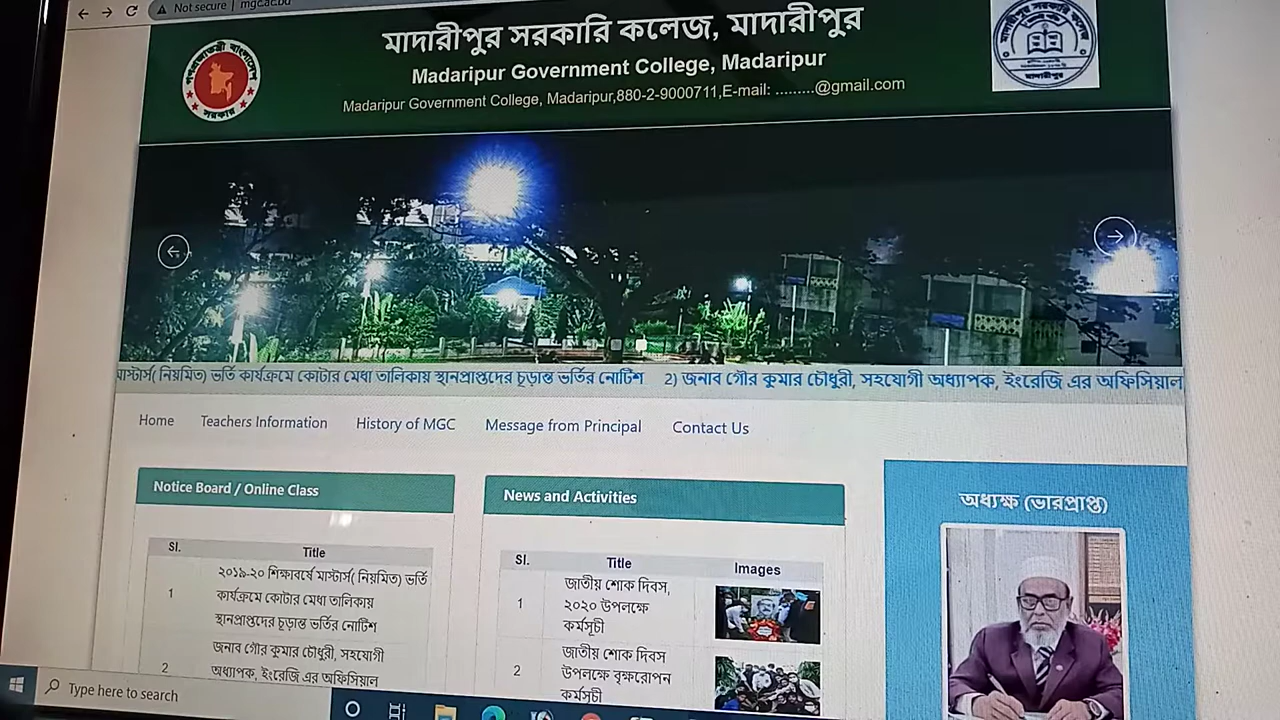 Not secure | mgc.ac.bd
মাদারীপুর সরকারি কলেজ, মাদারীপুর
Madaripur Government College, Madaripur
Madaripur Government College, Madaripur,880-2-9000711,E-mail: .........@gmail.com
মাস্টার্স( নিয়মিত) ভর্তি কার্যক্রমে কোটার মেধা তালিকায় স্থানপ্রাপ্তদের চূড়ান্ত ভর্তির নোটিশ 2) জনাব গৌর কুমার চৌধুরী, সহযোগী অধ্যাপক, ইংরেজি এর অফিসিয়াল
Home Teachers Information History of MGC Message from Principal Contact Us
Notice Board / Online Class
Sl. Title
1 ২০১৯-২০ শিক্ষাবর্ষে মাস্টার্স( নিয়মিত) ভর্তি
কার্যক্রমে কোটার মেধা তালিকায়
স্থানপ্রাপ্তদের চূড়ান্ত ভর্তির নোটিশ
2 জনাব গৌর কুমার চৌধুরী, সহযোগী
অধ্যাপক, ইংরেজি এর অফিসিয়াল
News and Activities
Sl. Title Images
1 জাতীয় শোক দিবস,
২০২০ উপলক্ষে
কর্মসূচী
2 জাতীয় শোক দিবস
উপলক্ষে বৃক্ষরোপন
কর্মসূচী
অধ্যক্ষ (ভারপ্রাপ্ত)
Type here to search